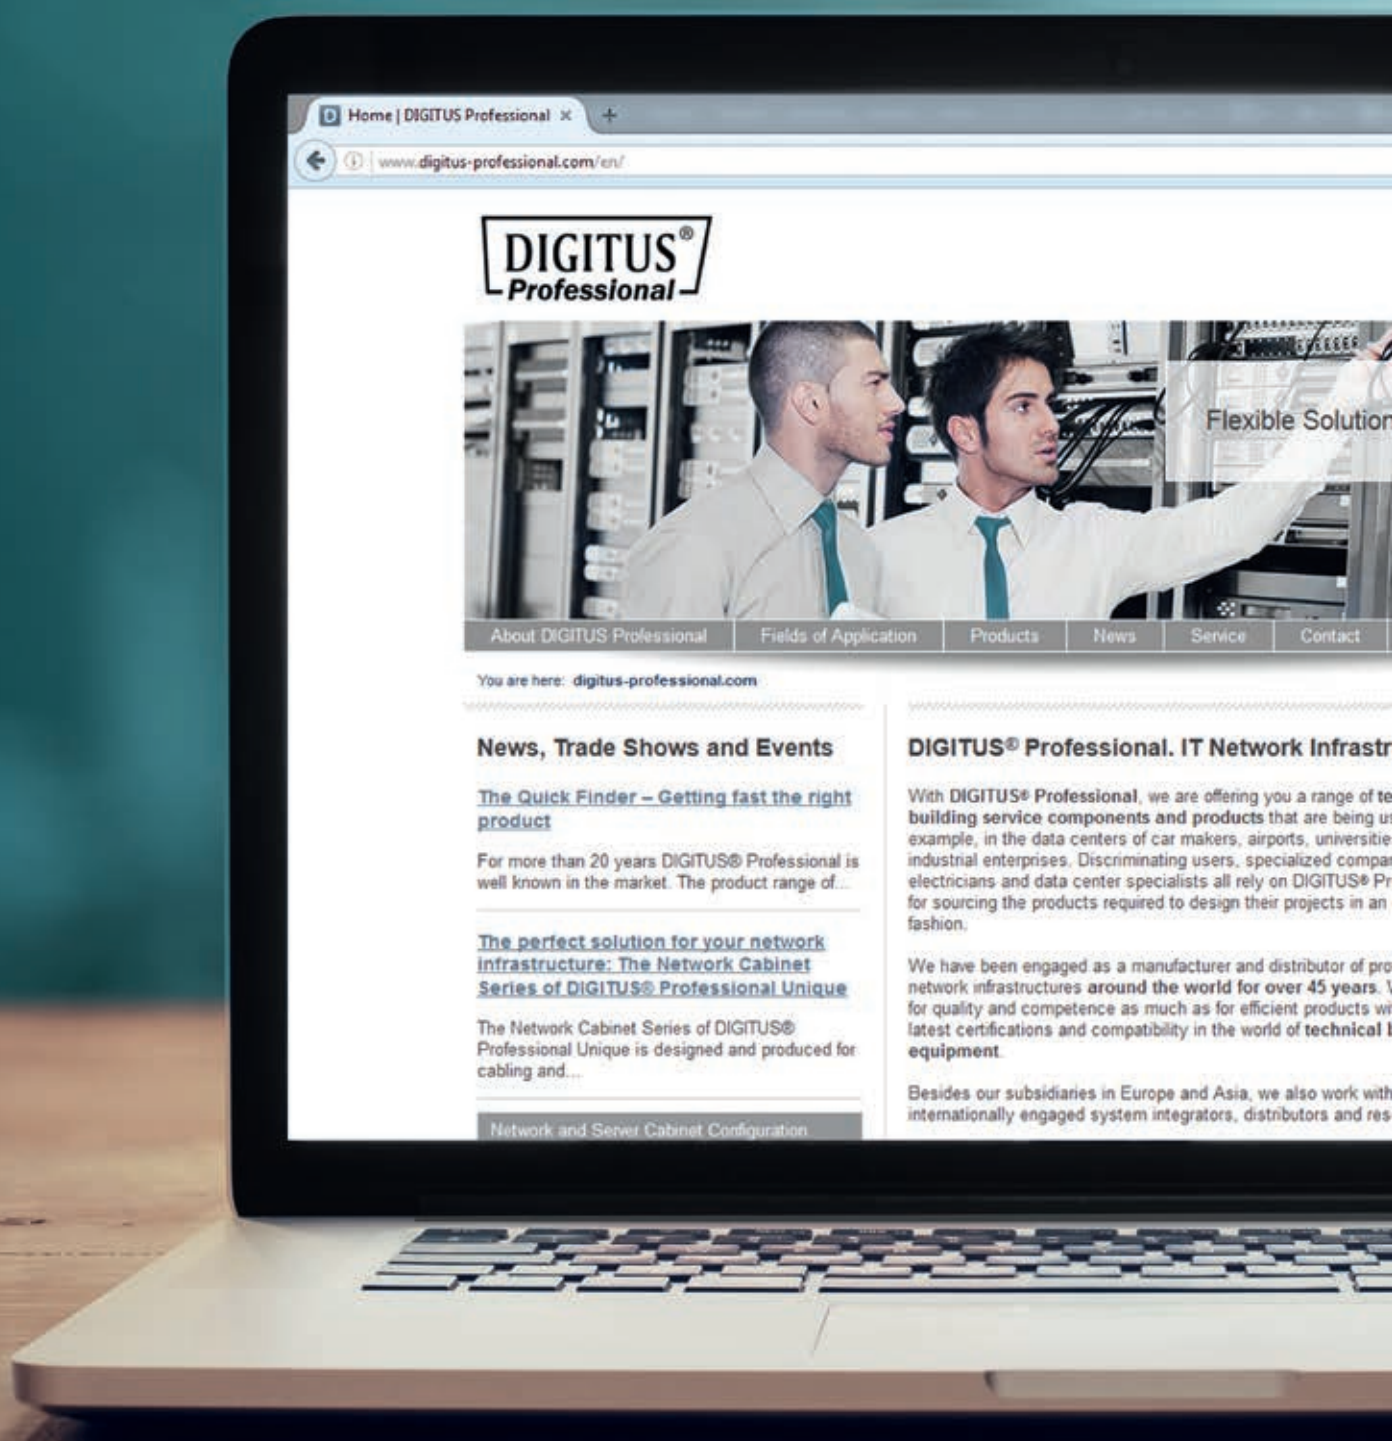 Home | DIGITUS Professional
www.digitus-professional.com/en/
DIGITUS®
Professional
Flexible Solution
About DIGITUS Professional
Fields of Application
Products
News
Service
Contact
You are here: digitus-professional.com
News, Trade Shows and Events
The Quick Finder – Getting fast the right
product
For more than 20 years DIGITUS® Professional is
well known in the market. The product range of...
The perfect solution for your network
infrastructure: The Network Cabinet
Series of DIGITUS® Professional Unique
The Network Cabinet Series of DIGITUS®
Professional Unique is designed and produced for
cabling and...
Network and Server Cabinet Configuration
DIGITUS® Professional. IT Network Infrastr
With DIGITUS® Professional, we are offering you a range of te
building service components and products that are being us
example, in the data centers of car makers, airports, universitie
industrial enterprises. Discriminating users, specialized compar
electricians and data center specialists all rely on DIGITUS® Pr
for sourcing the products required to design their projects in an
fashion.
We have been engaged as a manufacturer and distributor of pro
network infrastructures around the world for over 45 years. W
for quality and competence as much as for efficient products wi
latest certifications and compatibility in the world of technical b
equipment.
Besides our subsidiaries in Europe and Asia, we also work with
internationally engaged system integrators, distributors and res